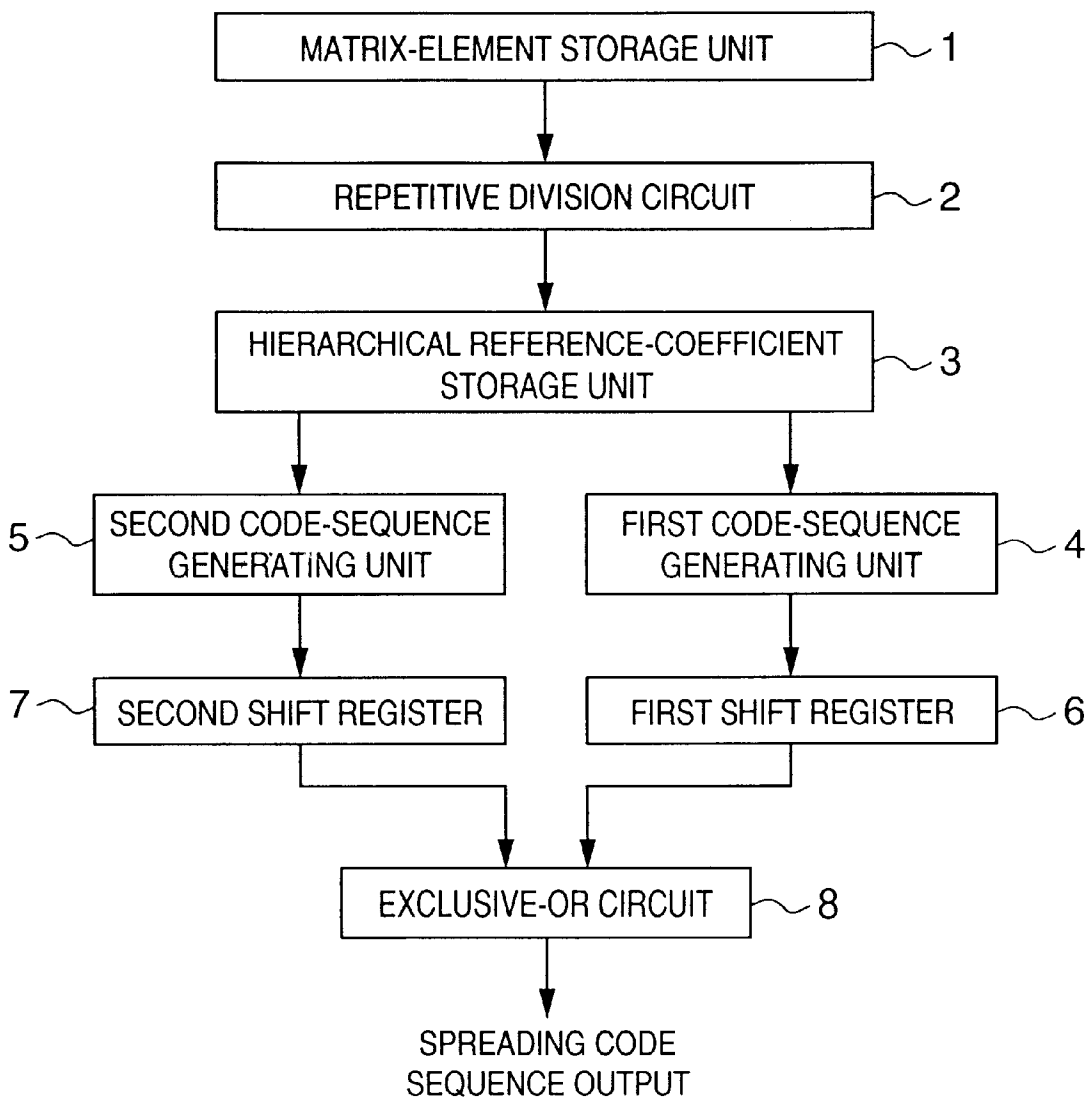 MATRIX-ELEMENT STORAGE UNIT
1
REPETITIVE DIVISION CIRCUIT
2
HIERARCHICAL REFERENCE-COEFFICIENT
STORAGE UNIT
3
5
SECOND CODE-SEQUENCE
GENERATING UNIT
FIRST CODE-SEQUENCE
GENERATING UNIT
4
7
SECOND SHIFT REGISTER
FIRST SHIFT REGISTER
6
EXCLUSIVE-OR CIRCUIT
8
SPREADING CODE
SEQUENCE OUTPUT